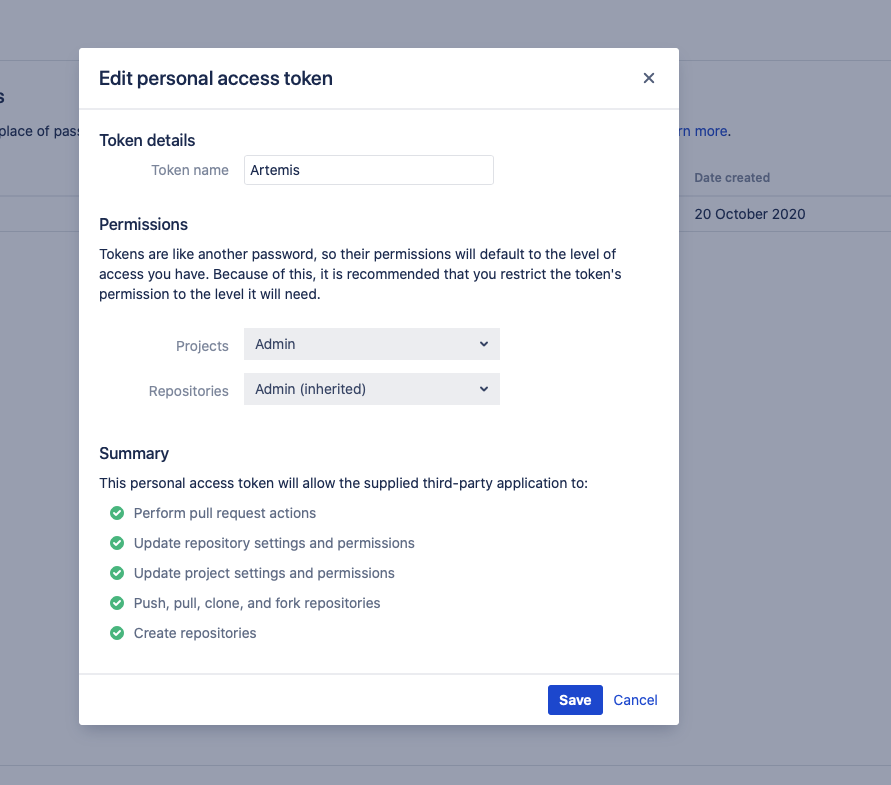 Edit personal access token
s
place of pas
rn more.
Token details
Token name Artemis
Date created
20 October 2020
Permissions
Tokens are like another password, so their permissions will default to the level of
access you have. Because of this, it is recommended that you restrict the token's
permission to the level it will need.
Projects Admin
Repositories Admin (inherited)
Summary
This personal access token will allow the supplied third-party application to:
Perform pull request actions
Update repository settings and permissions
Update project settings and permissions
Push, pull, clone, and fork repositories
Create repositories
Save Cancel